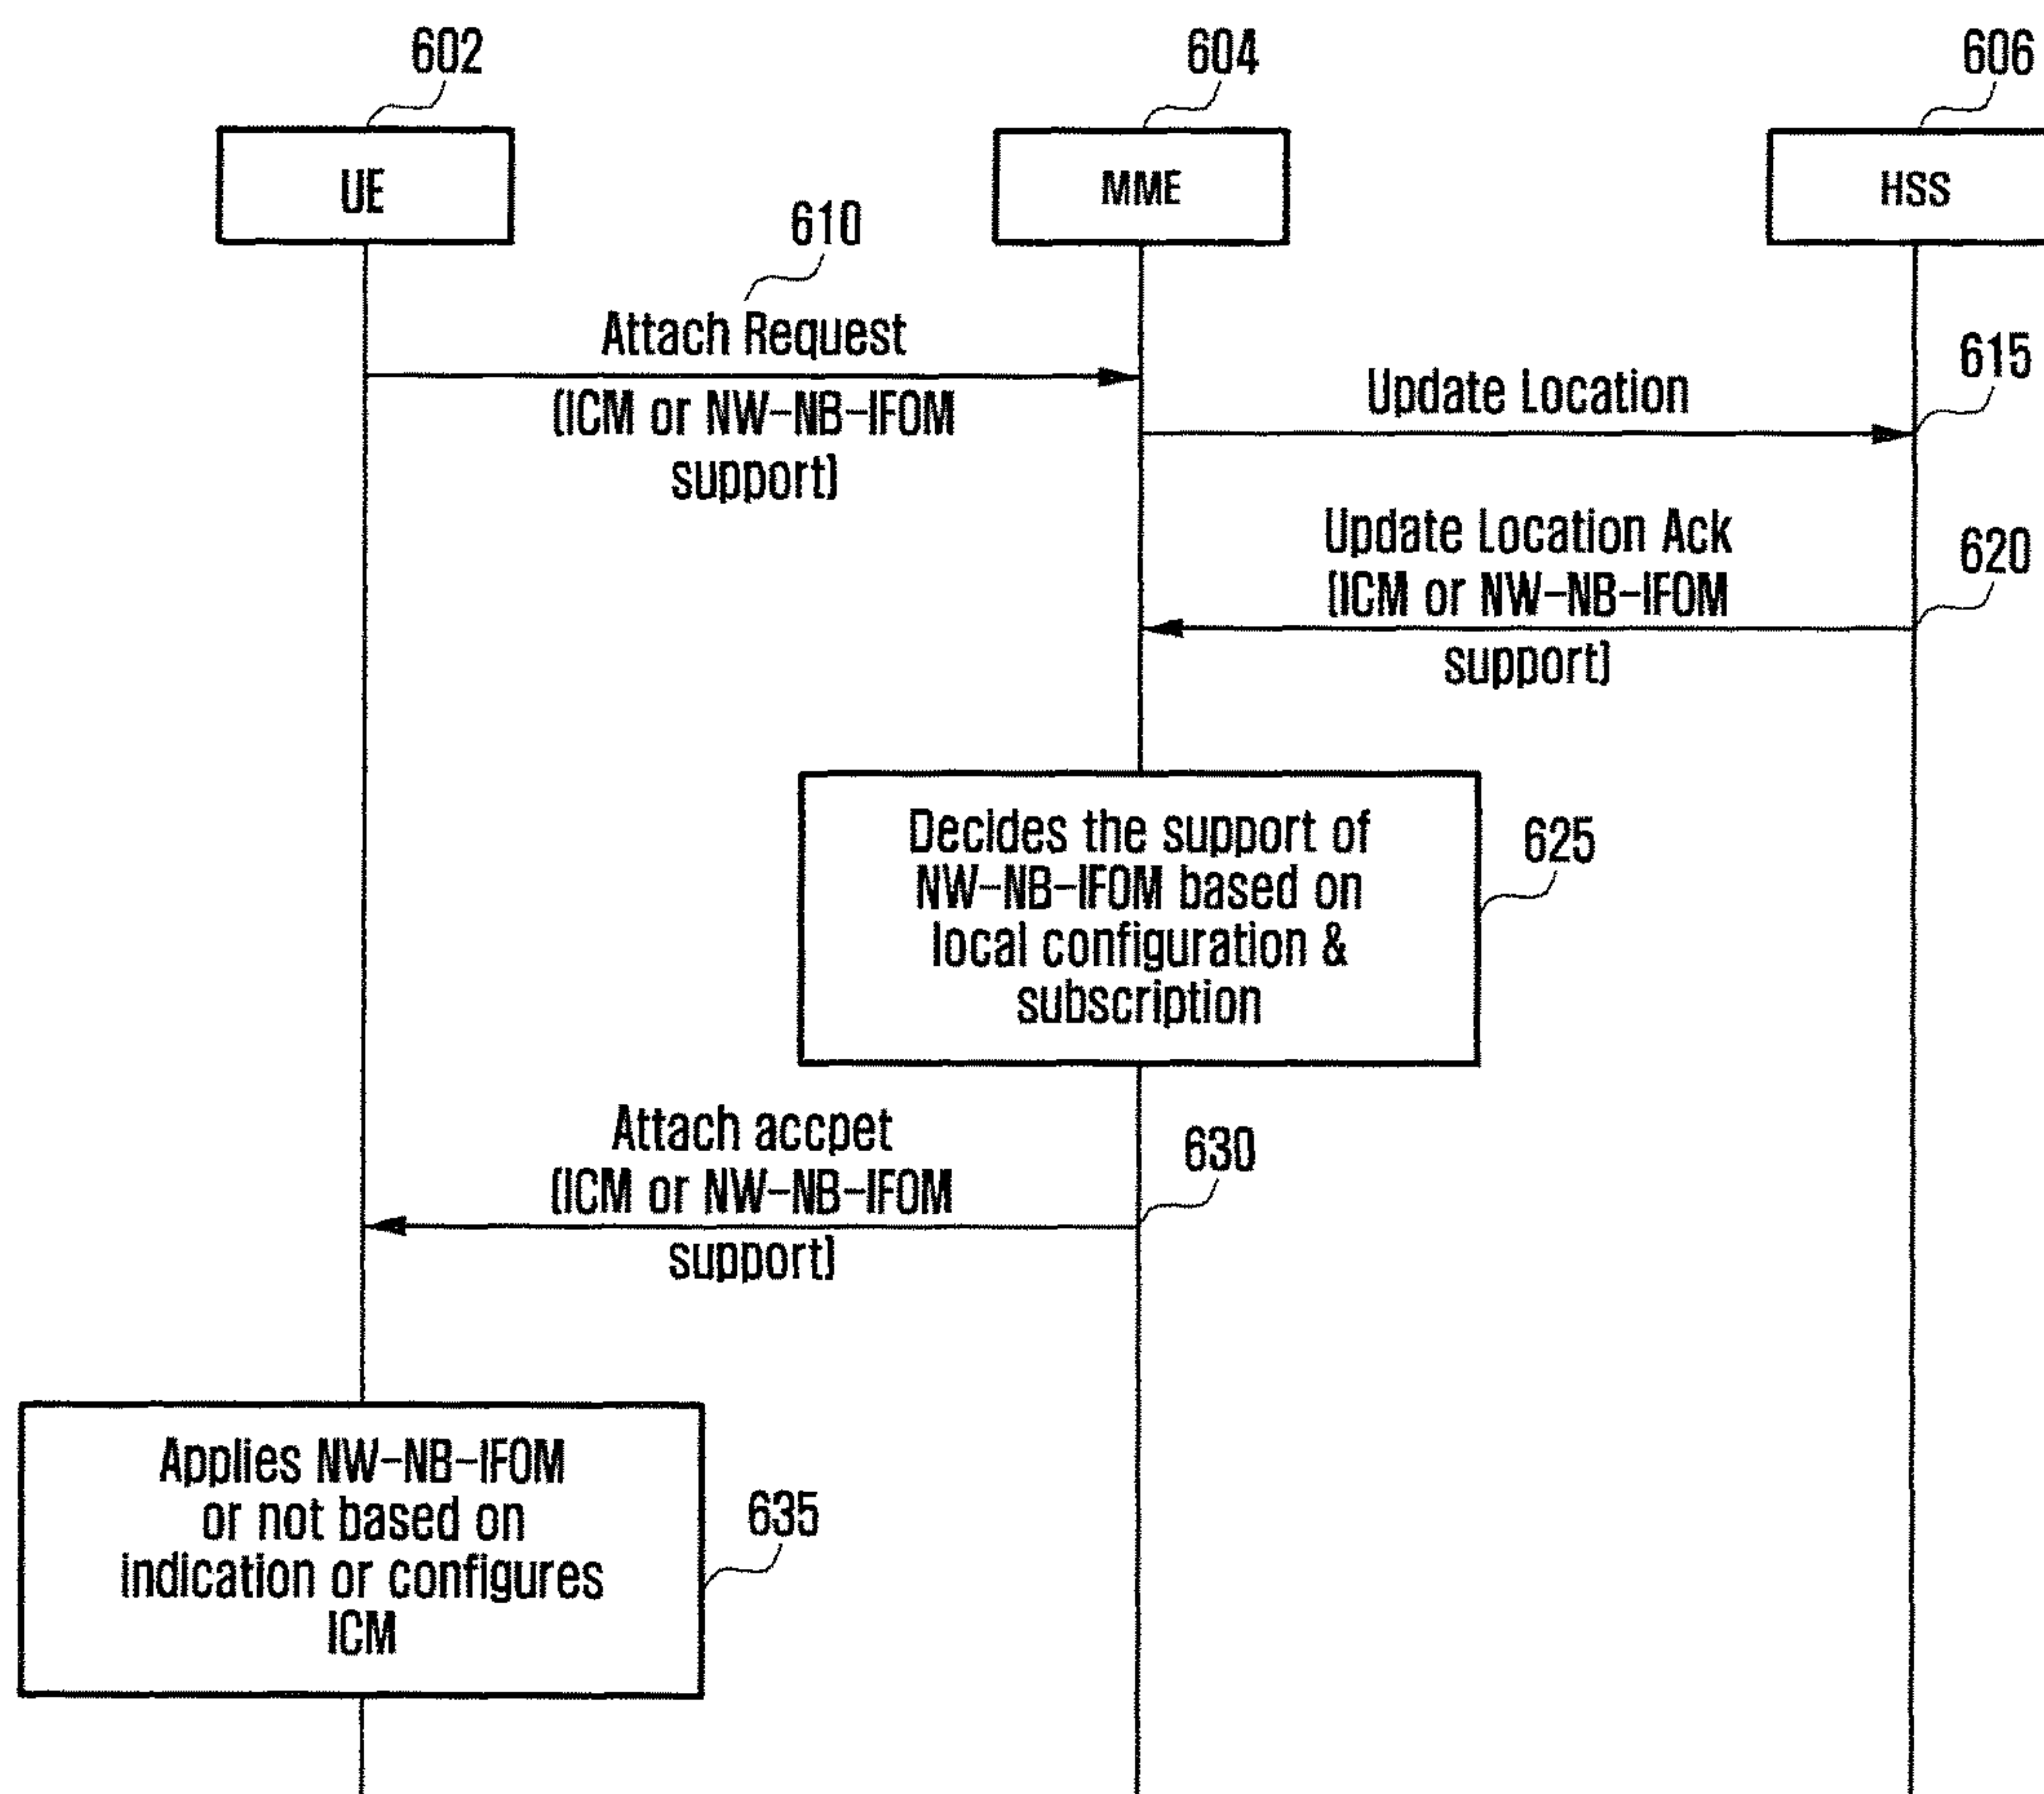 602
604
606
UE
MME
HSS
610
Attach Request
(ICM or NW-NB-IFOM
support)
Update Location
615
Update Location Ack
(ICM or NW-NB-IFOM
support)
620
Decides the support of
NW-NB-IFOM based on
local configuration &
subscription
625
Attach accpet
(ICM or NW-NB-IFOM
support)
630
Applies NW-NB-IFOM
or not based on
indication or configures
ICM
635